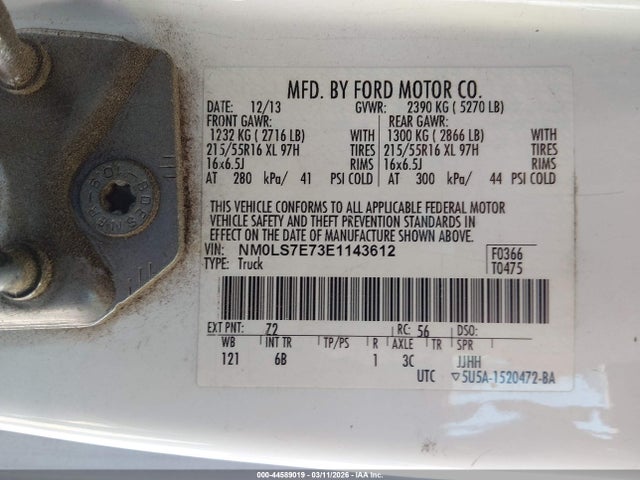 MFD. BY FORD MOTOR CO.
DATE: 12/13 GVWR: 2390 KG ( 5270 LB)
FRONT GAWR: REAR GAWR:
1232 KG ( 2716 LB) WITH 1300 KG ( 2866 LB) WITH
215/55R16 XL 97H TIRES 215/55R16 XL 97H TIRES
16x6.5J RIMS 16x6.5J RIMS
AT 280 kPa/ 41 PSI COLD AT 300 kPa/ 44 PSI COLD
THIS VEHICLE CONFORMS TO ALL APPLICABLE FEDERAL MOTOR
VEHICLE SAFETY AND THEFT PREVENTION STANDARDS IN
EFFECT ON THE DATE OF MANUFACTURE SHOWN ABOVE.
VIN: NM0LS7E73E1143612 F0366
TYPE: Truck T0475
EXT PNT: Z2 RC: 56 DSO:
WB INT TR TP/PS R AXLE TR SPR
121 6B 1 3C JJHH
UTC ▽5U5A-1520472-BA
000-44589019 - 03/11/2026 - IAA Inc.